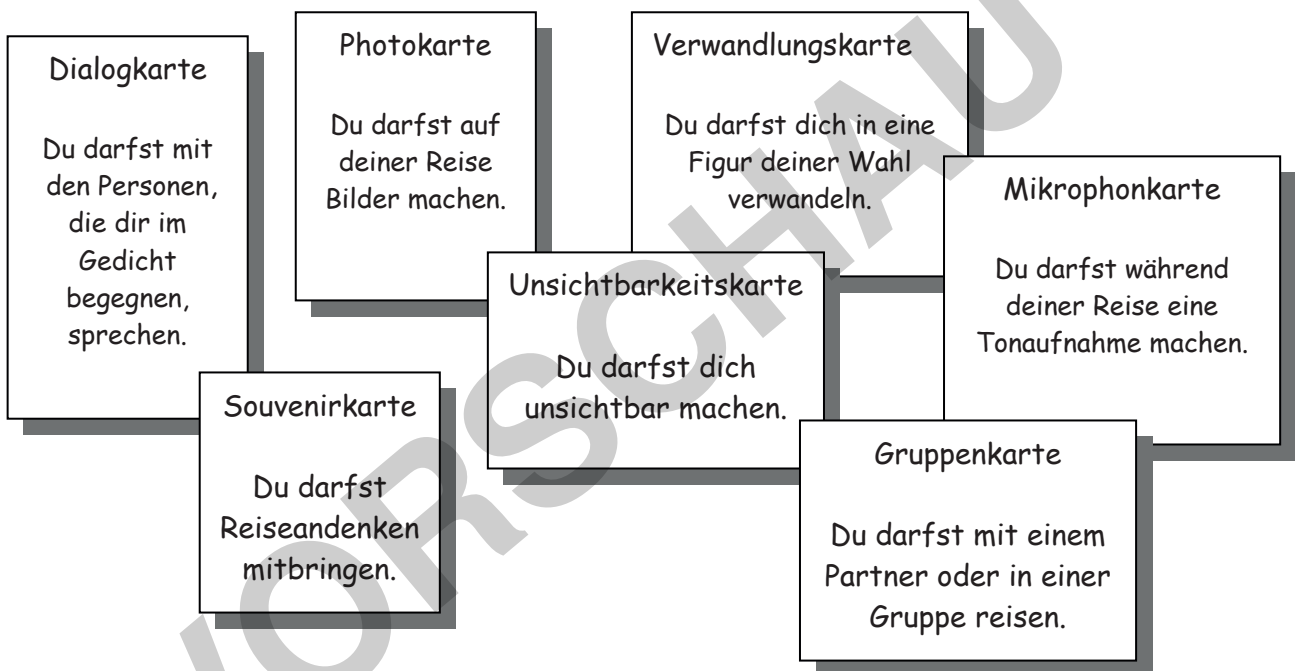 Dialogkarte
Du darfst mit
den Personen,
die dir im
Gedicht
begegnen,
sprechen.
Photokarte
Du darfst auf
deiner Reise
Bilder machen.
Verwandlungskarte
Du darfst dich in eine
Figur deiner Wahl
verwandeln.
Mikrophonkarte
Du darfst während
deiner Reise eine
Tonaufnahme machen.
Unsichtbarkeitskarte
Du darfst dich
unsichtbar machen.
Souvenirkarte
Du darfst
Reiseandenken
mitbringen.
Gruppenkarte
Du darfst mit einem
Partner oder in einer
Gruppe reisen.
VORSCHAU